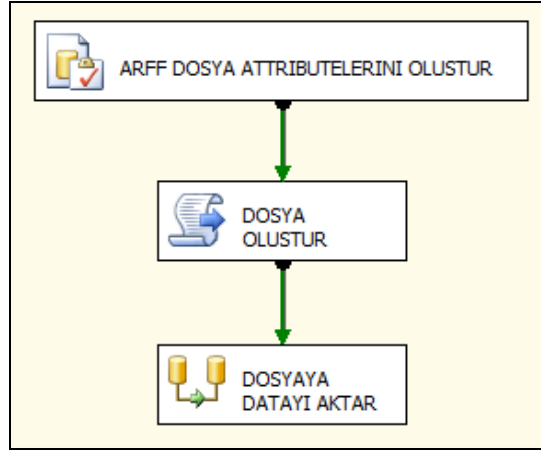 ARFF DOSYA ATTRIBUTELERINI OLUSTUR
DOSYA
OLUSTUR
DOSYAYA
DATAYI AKTAR